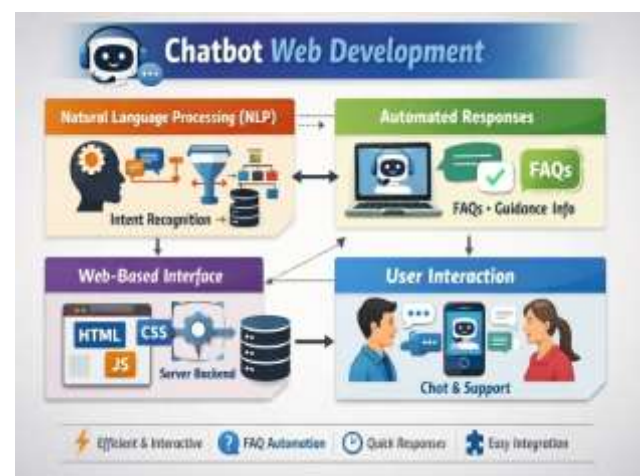 Chatbot Web Development
Natural Language Processing (NLP)
Automated Responses
FAQs
Intent Recognition
FAQs • Guidance Info
Web-Based Interface
User Interaction
HTML
CSS
JS
Server Backend
Chat & Support
Efficient & Interactive
FAQ Automation
Quick Responses
Easy Integration